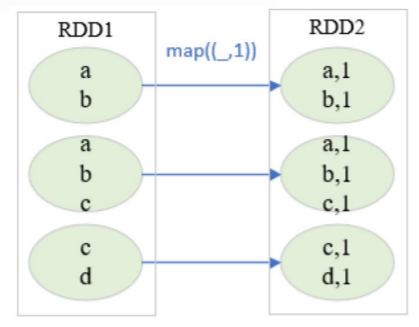 RDD1
map((_,1))
RDD2
a
b
a,1
b,1
a
b
c
a,1
b,1
c,1
c
d
c,1
d,1